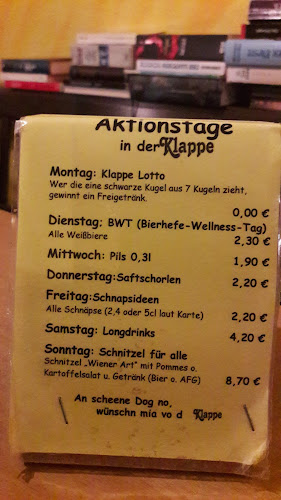 Aktionstage
in der Klappe
Montag: Klappe Lotto
Wer die eine schwarze Kugel aus 7 Kugeln zieht,
gewinnt ein Freigetränk.
0,00 €
Dienstag; BWT (Bierhefe-Wellness-Tag)
Alle Weißbiere 2,30 €
Mittwoch: Pils 0,3l 1,90 €
Donnerstag:Saftschorlen 2,20 €
Freitag:Schnapsideen
Alle Schnäpse (2,4 oder 5cl laut Karte) 2,20 €
Samstag: Longdrinks 4,20 €
Sonntag: Schnitzel für alle
Schnitzel „Wiener Art" mit Pommes o.
Kartoffelsalat u. Getränk (Bier o. AFG) 8,70 €
An scheene Dog no,
wünschn mia vo d Klappe